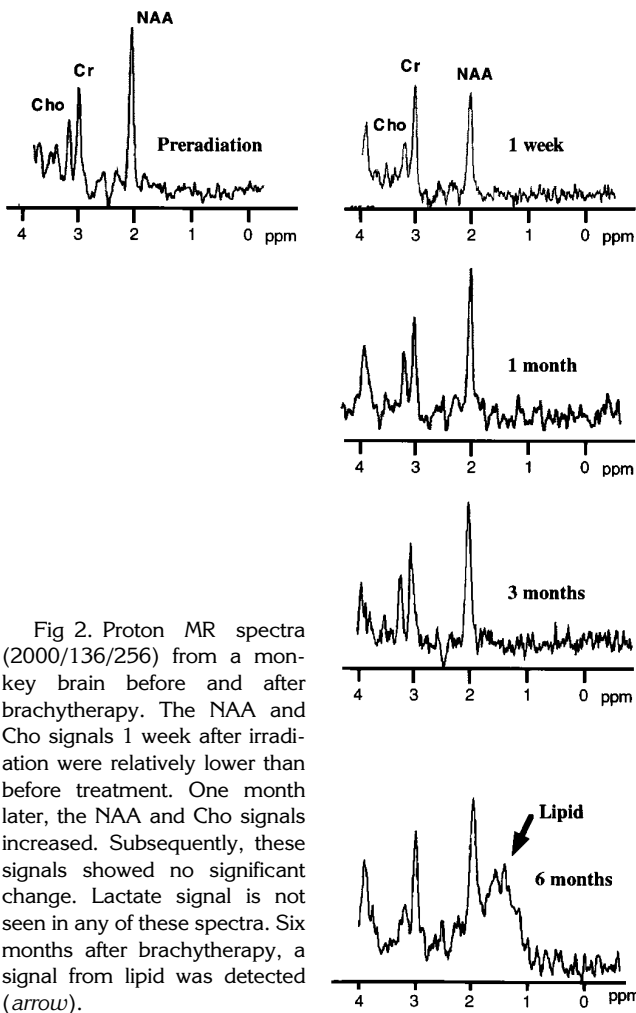 NAA
Cr
Cho
Preradiation
4 3 2 1 0 ppm
Cr
NAA
Cho
1 week
4 3 2 1 0 ppm
1 month
4 3 2 1 0 ppm
3 months
4 3 2 1 0 ppm
Lipid
6 months
4 3 2 1 0 ppm
Fig 2. Proton MR spectra
(2000/136/256) from a mon-
key brain before and after
brachytherapy. The NAA and
Cho signals 1 week after irradi-
ation were relatively lower than
before treatment. One month
later, the NAA and Cho signals
increased. Subsequently, these
signals showed no significant
change. Lactate signal is not
seen in any of these spectra. Six
months after brachytherapy, a
signal from lipid was detected
(arrow).